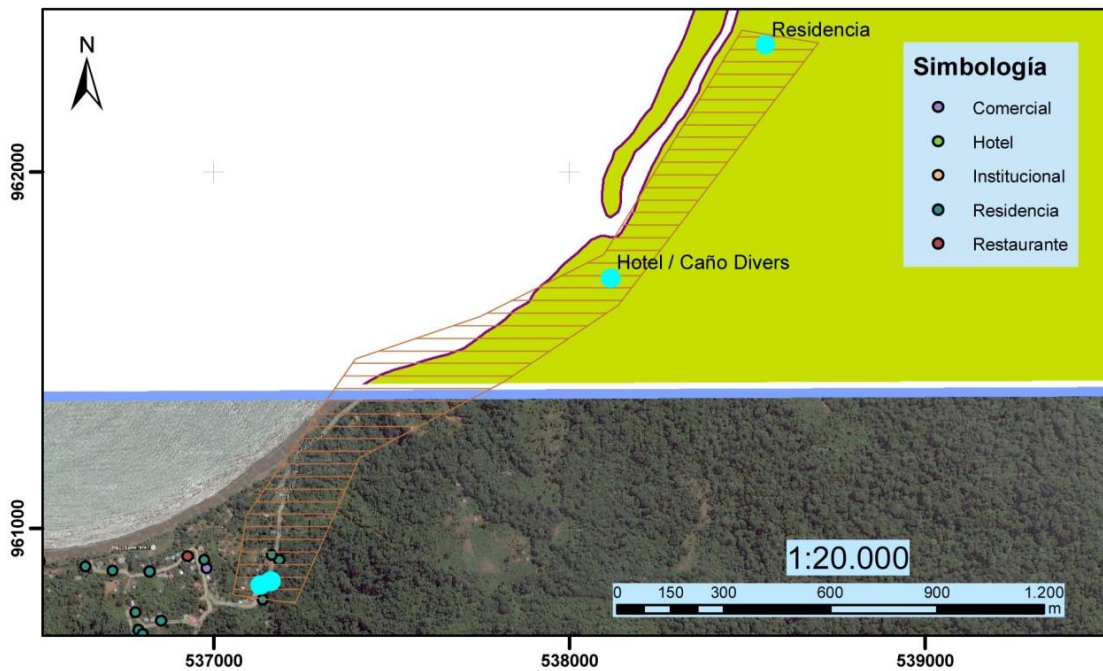 N
Residencia
Simbología
Comercial
Hotel
Institucional
Residencia
Restaurante
962000
Hotel / Caño Divers
961000
1:20.000
0 150 300 600 900 1.200
m
537000 538000 539000